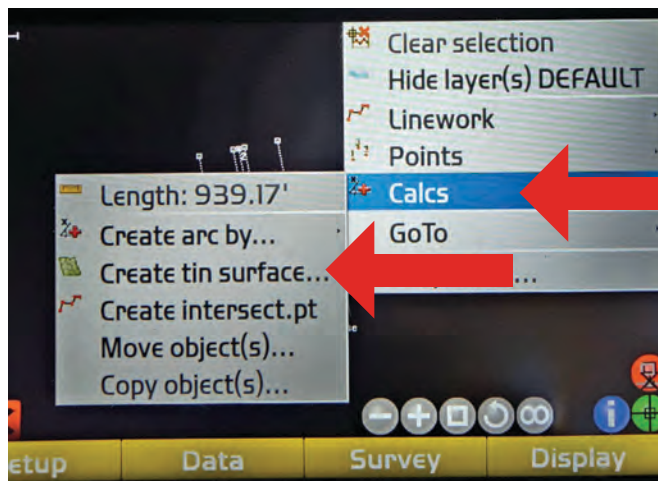 Clear selection
Hide layer(s) DEFAULT
Linework
Points
Calcs
GoTo
Length: 939.17'
Create arc by...
Create tin surface...
Create intersect.pt
Move object(s)...
Copy object(s)...
Data
Survey
Display